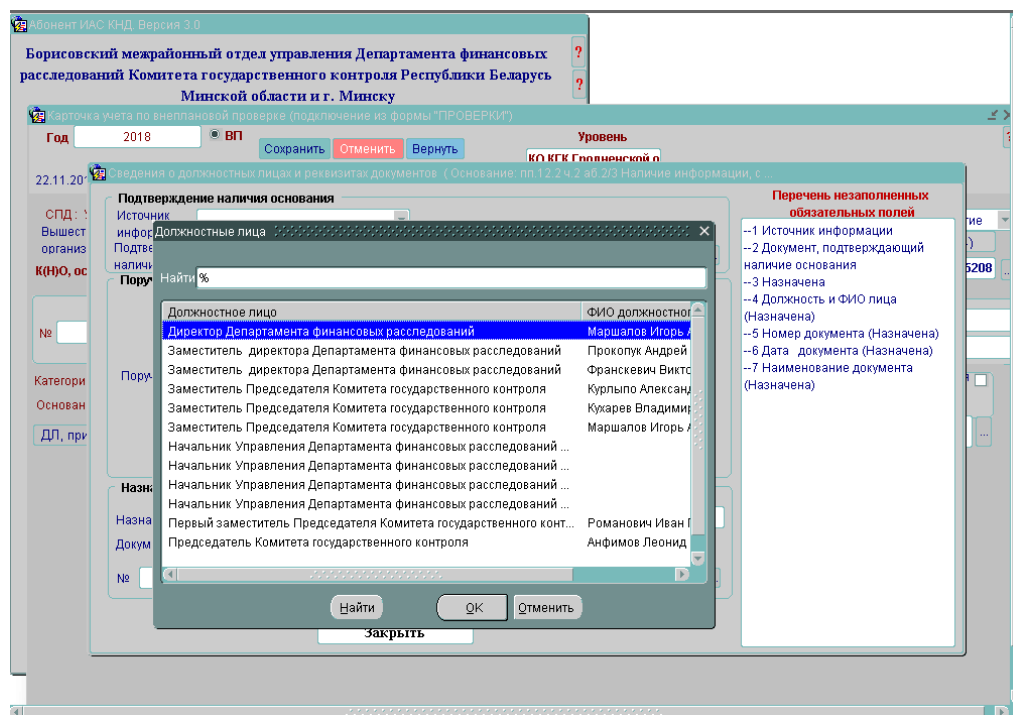 Абонент ИАС КНД. Версия 3.0
Борисовский межрайонный отдел управления Департамента финансовых
расследований Комитета государственного контроля Республики Беларусь
Минской области и г. Минску
?
?
Карточка учета по внеплановой проверке (подключение из формы "ПРОВЕРКИ")
Год 2018 ВП
Сохранить Отменить Вернуть
Уровень
КО КГК Гродненской о
22.11.201
Сведения о должностных лицах и реквизитах документов ( Основание: пп.12.2 ч.2 аб.2/3 Наличие информации, с ...
СПД :
Вышест
организ
К(Н)О, ос
№
Категори
Основан
ДЛ, при
Подтверждение наличия основания
Источник
инфор
Подтве
наличи
Пору
Пору
Назна
Назна
Докум
№
Должностные лица
Найти %
Должностное лицо ФИО должностног
Директор Департамента финансовых расследований Маршалов Игорь А
Заместитель директора Департамента финансовых расследований Прокопук Андрей
Заместитель директора Департамента финансовых расследований Франскевич Викто
Заместитель Председателя Комитета государственного контроля Курлыпо Александ
Заместитель Председателя Комитета государственного контроля Кухарев Владимир
Заместитель Председателя Комитета государственного контроля Маршалов Игорь А
Начальник Управления Департамента финансовых расследований ...
Начальник Управления Департамента финансовых расследований ...
Начальник Управления Департамента финансовых расследований ...
Начальник Управления Департамента финансовых расследований ...
Первый заместитель Председателя Комитета государственного конт... Романович Иван Г
Председатель Комитета государственного контроля Анфимов Леонид
Найти OK Отменить
Закрыть
Перечень незаполненных
обязательных полей
--1 Источник информации
--2 Документ, подтверждающий
наличие основания
--3 Назначена
--4 Должность и ФИО лица
(Назначена)
--5 Номер документа (Назначена)
--6 Дата документа (Назначена)
--7 Наименование документа
(Назначена)
тие
5208
...